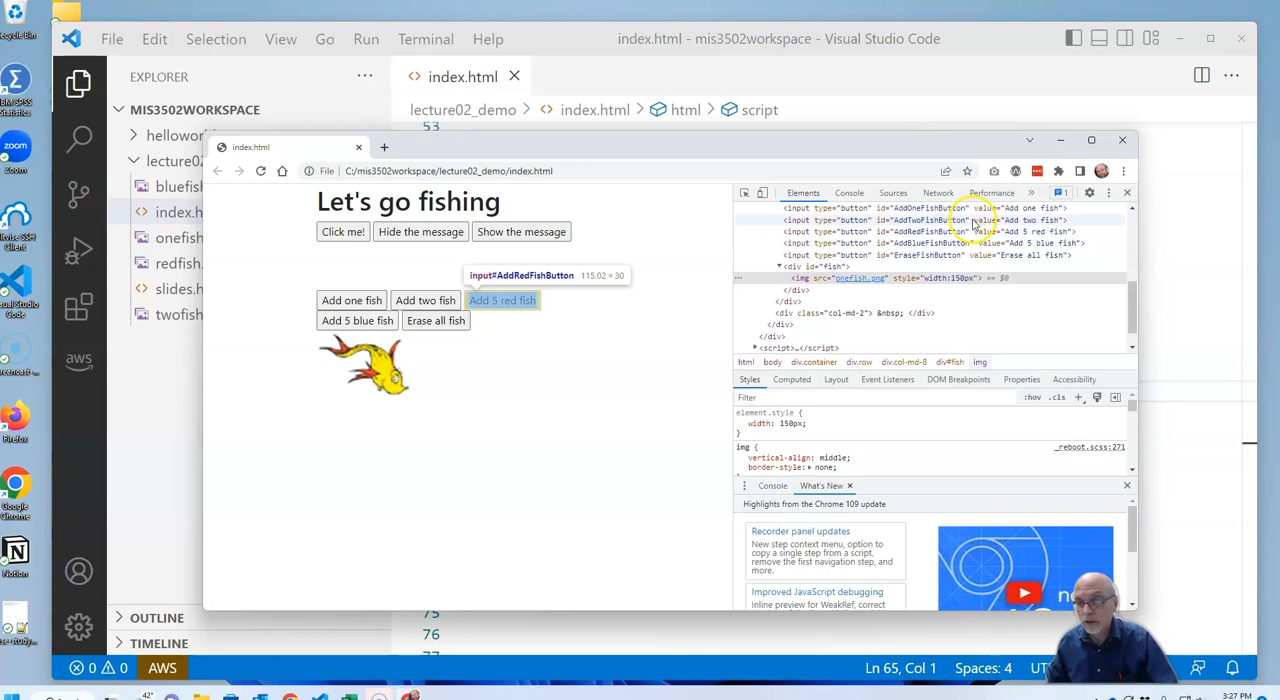 File Edit Selection View Go Run Terminal Help
index.html - mis3502workspace - Visual Studio Code
EXPLORER
MIS3502WORKSPACE
index.html
lecture02_demo > index.html > html > script
53
index.html
File C:/mis3502workspace/lecture02_demo/index.html
Let's go fishing
Click me! Hide the message Show the message
input#AddRedFishButton 115.02 × 30
Add one fish Add two fish Add 5 red fish
Add 5 blue fish Erase all fish
Elements Console Sources Network Performance » 1
<input type="button" id="AddOneFishButton" value="Add one fish">
<input type="button" id="AddTwoFishButton" value="Add two fish">
<input type="button" id="AddRedFishButton" value="Add 5 red fish">
<input type="button" id="AddBlueFishButton" value="Add 5 blue fish">
<input type="button" id="EraseFishButton" value="Erase all fish">
<div id="fish">
<img src="onefish.png" style="width:150px"> == $0
</div>
</div>
<div class="col-md-2"> &nbsp; </div>
</div>
</div>
<script>…</script>
html body div.container div.row div.col-md-8 div#fish img
Styles Computed Layout Event Listeners DOM Breakpoints Properties Accessibility
Filter :hov .cls +
element.style {
width: 150px;
}
img { _reboot.scss:271
vertical-align: middle;
border-style: none;
Console What's New
Highlights from the Chrome 109 update
Recorder panel updates
New step context menu, option to
copy a single step from a script,
remove the first navigation step, and
more.
Improved JavaScript debugging
Inline preview for WeakRef, correct
75
76
OUTLINE
TIMELINE
0 0 AWS
Ln 65, Col 1 Spaces: 4
zoom
Zoom
aws
Firefox
Google
Chrome
Notion
42°
3:27 PM